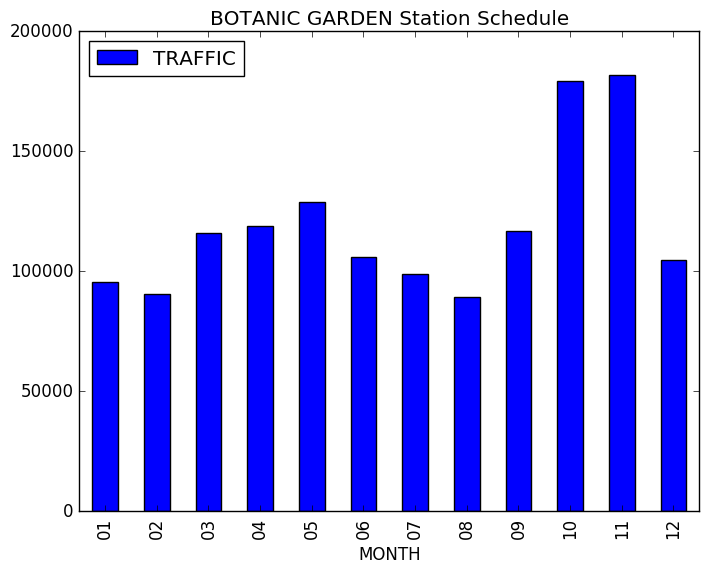 BOTANIC GARDEN Station Schedule
TRAFFIC
200000
150000
100000
50000
0
01 02 03 04 05 06 07 08 09 10 11 12
MONTH